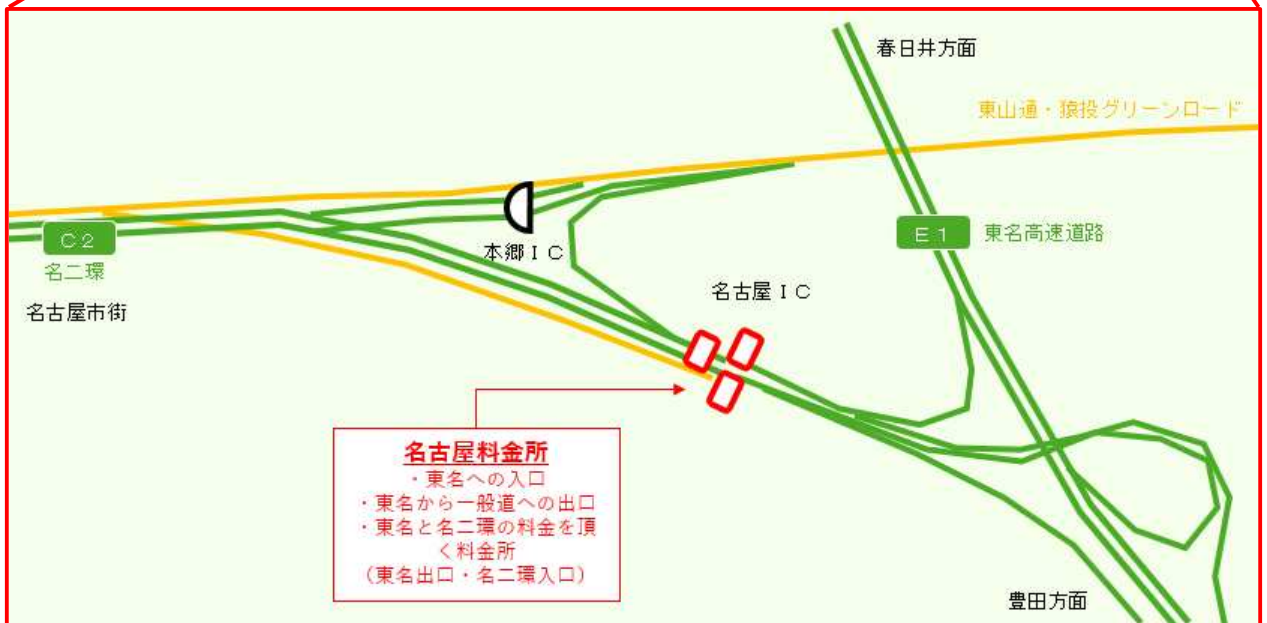 春日井方面
東山通・猿投グリーンロード
C2
名二環
名古屋市街
本郷IC
名古屋IC
E1
東名高速道路
名古屋料金所
・東名への入口
・東名から一般道への出口
・東名と名二環の料金を頂
く料金所
(東名出口・名二環入口)
豊田方面